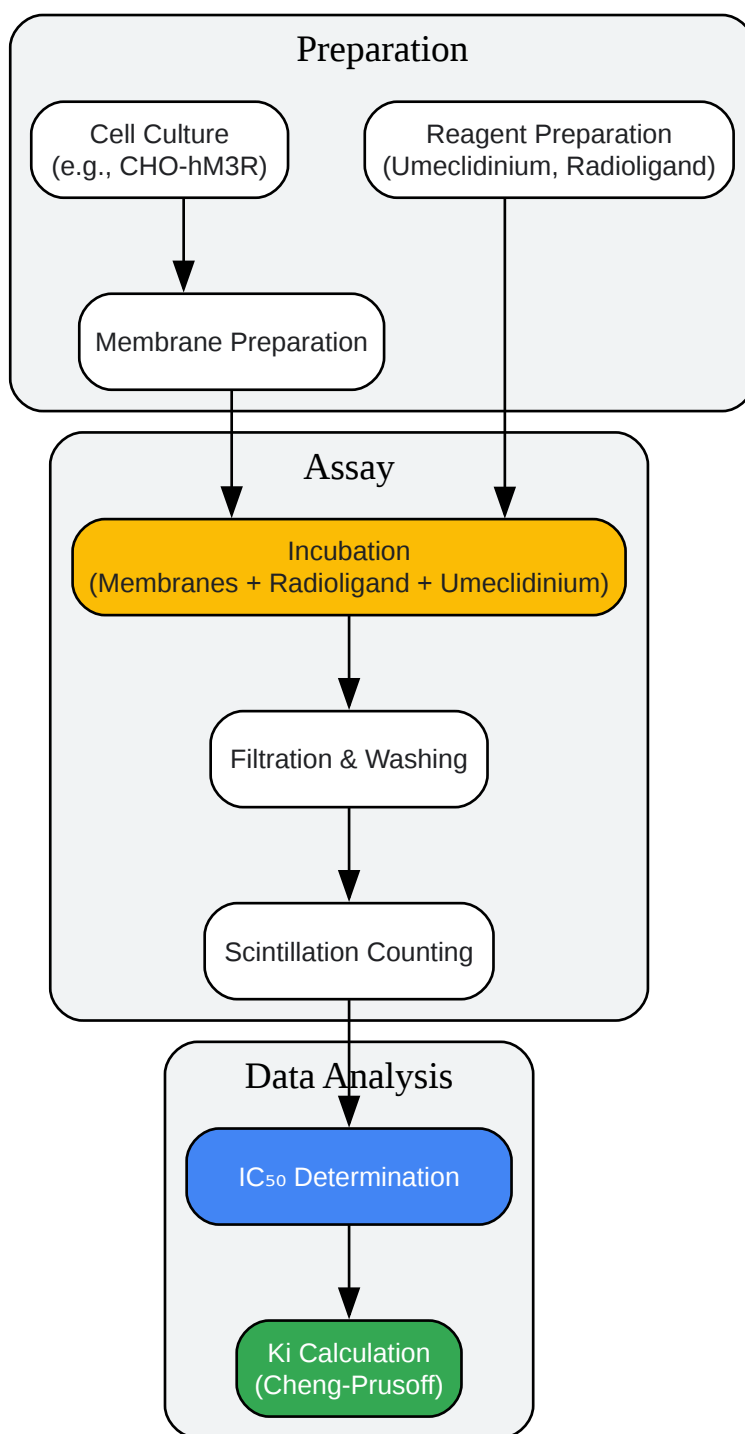 Preparation
Cell Culture
(e.g., CHO-hM3R)
Reagent Preparation
(Umeclidinium, Radioligand)
Membrane Preparation
Assay
Incubation
(Membranes + Radioligand + Umeclidinium)
Filtration & Washing
Scintillation Counting
Data Analysis
IC₅₀ Determination
Ki Calculation
(Cheng-Prusoff)